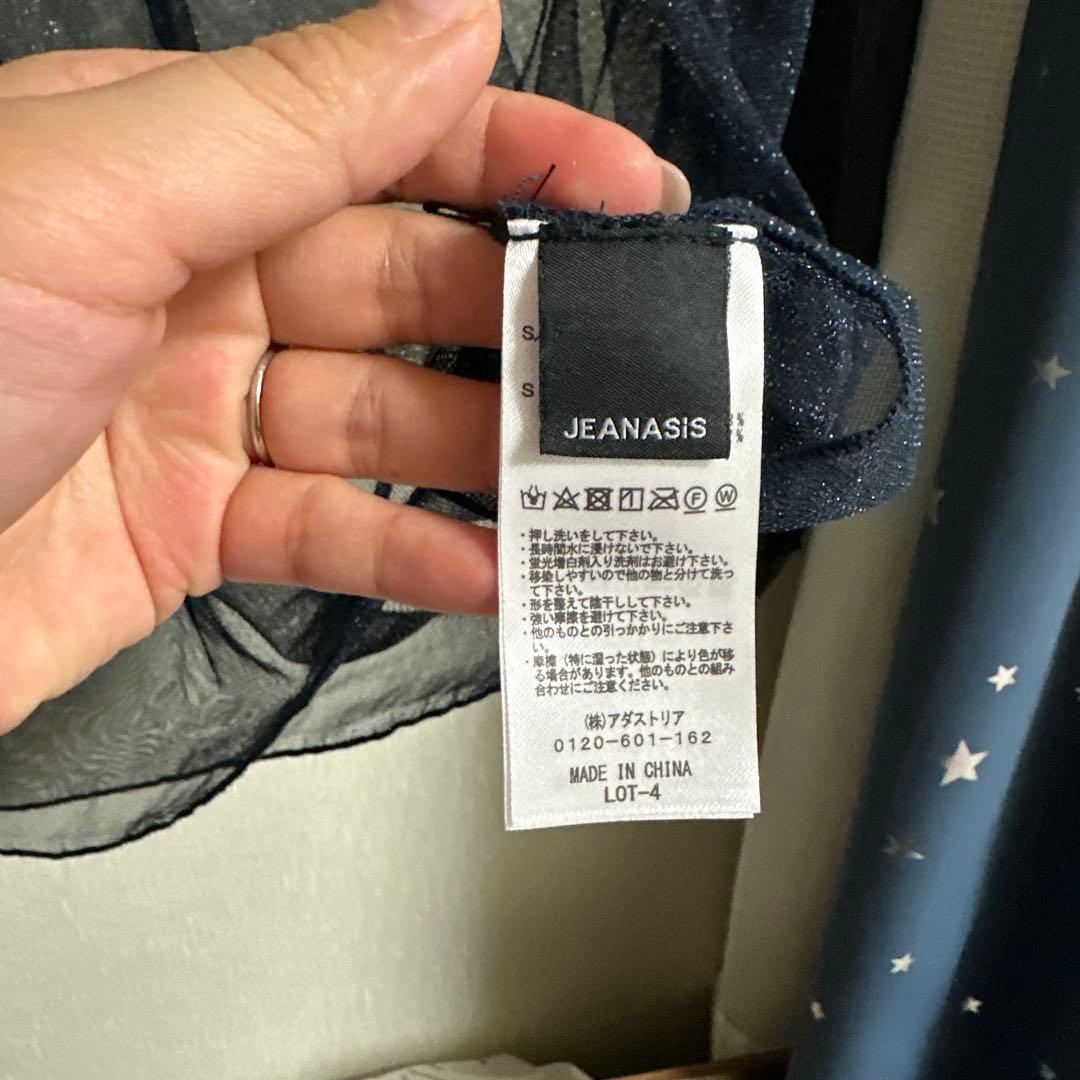 S
S
JEANASIS
F W
・押し洗いをして下さい。
・長時間水に浸けないで下さい。
・蛍光増白剤入り洗剤はお避け下さい。
・移染しやすいので他の物と分けて洗っ
て下さい。
・形を整えて陰干しして下さい。
・強い摩擦を避けて下さい。
・他のものとの引っかかりにご注意下さ
い。
・摩擦（特に湿った状態）により色が移
る場合があります。他のものとの組み
合わせにご注意ください。
(株)アダストリア
0120-601-162
MADE IN CHINA
LOT-4